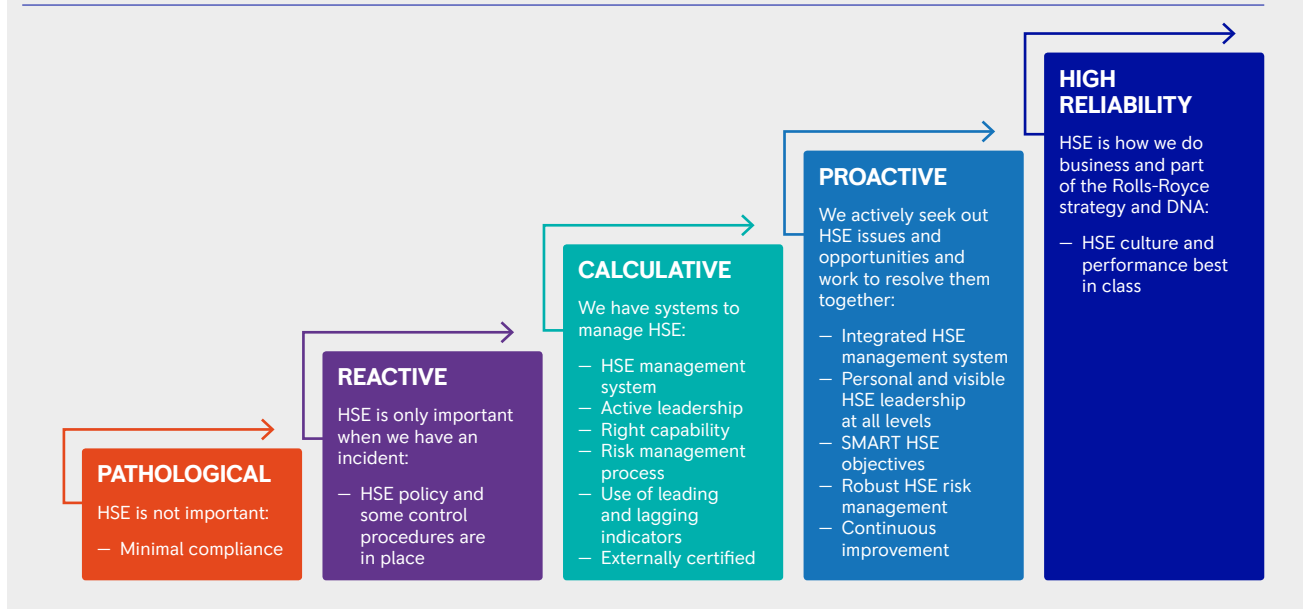 PATHOLOGICAL
HSE is not important:
— Minimal compliance
REACTIVE
HSE is only important
when we have an
incident:
— HSE policy and
some control
procedures are
in place
CALCULATIVE
We have systems to
manage HSE:
— HSE management
system
— Active leadership
— Right capability
— Risk management
process
— Use of leading
and lagging
indicators
— Externally certified
PROACTIVE
We actively seek out
HSE issues and
opportunities and
work to resolve them
together:
— Integrated HSE
management system
— Personal and visible
HSE leadership
at all levels
— SMART HSE
objectives
— Robust HSE risk
management
— Continuous
improvement
HIGH
RELIABILITY
HSE is how we do
business and part
of the Rolls-Royce
strategy and DNA:
— HSE culture and
performance best
in class